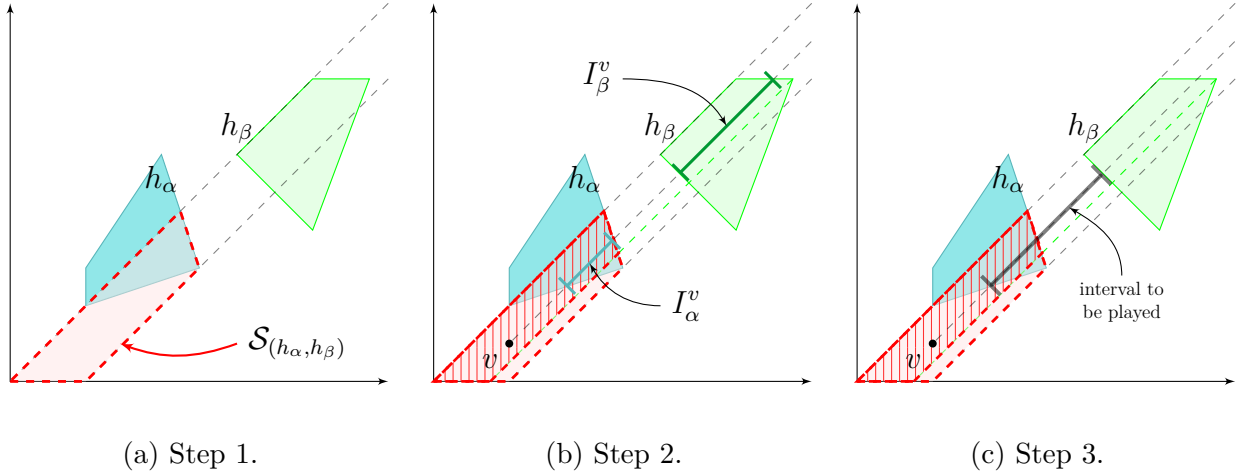 h_β
h_α
S_(h_α,h_β)
(a) Step 1.
I_β^v
h_β
h_α
I_α^v
v
(b) Step 2.
h_β
h_α
interval to
be played
v
(c) Step 3.